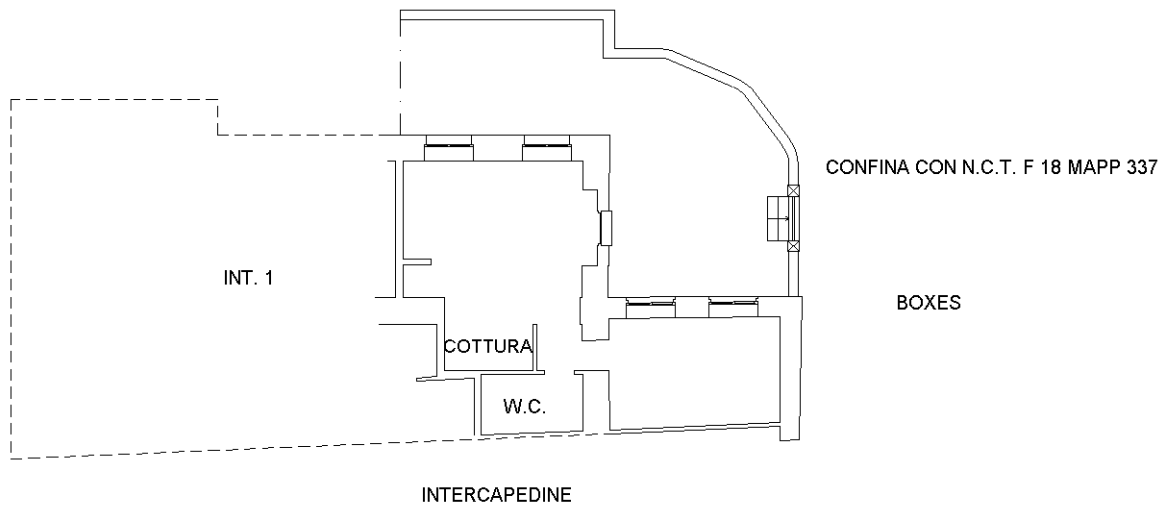 CONFINA CON N.C.T. F 18 MAPP 337
INT. 1
BOXES
COTTURA
W.C.
INTERCAPEDINE